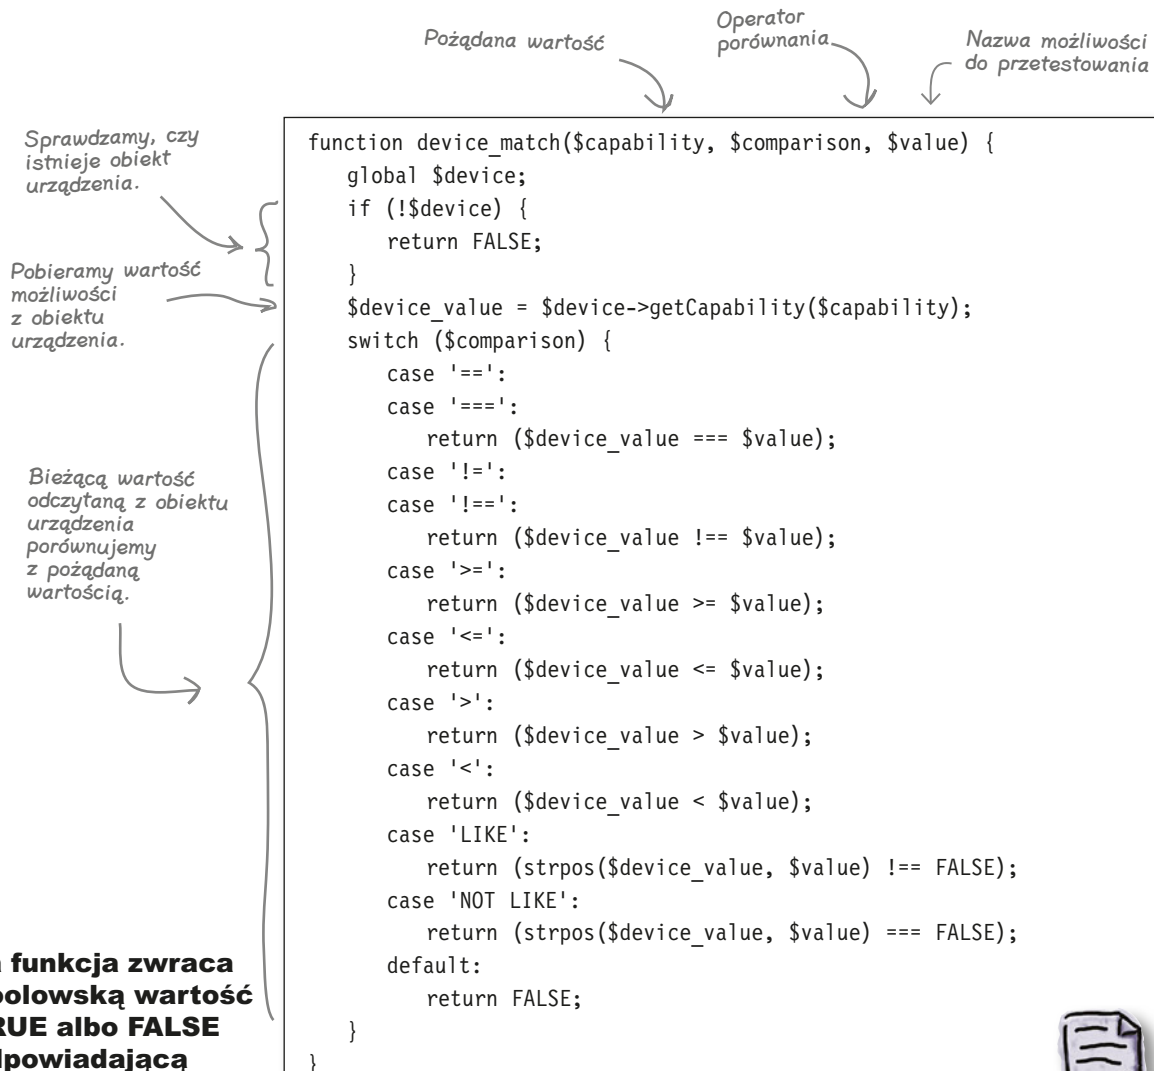 Pożądana wartość
Operator
porównania
Nazwa możliwości
do przetestowania
Sprawdzamy, czy
istnieje obiekt
urządzenia.
Pobieramy wartość
możliwości
z obiektu
urządzenia.
Bieżącą wartość
odczytaną z obiektu
urządzenia
porównujemy
z pożądaną
wartością.
function device_match($capability, $comparison, $value) {
global $device;
if (!$device) {
return FALSE;
}
$device_value = $device->getCapability($capability);
switch ($comparison) {
case '==':
case '===':
return ($device_value === $value);
case '!=':
case '!==':
return ($device_value !== $value);
case '>=':
return ($device_value >= $value);
case '<=':
return ($device_value <= $value);
case '>':
return ($device_value > $value);
case '<':
return ($device_value < $value);
case 'LIKE':
return (strpos($device_value, $value) !== FALSE);
case 'NOT LIKE':
return (strpos($device_value, $value) === FALSE);
default:
return FALSE;
}
}
funkcja zwraca
wartość
albo FALSE